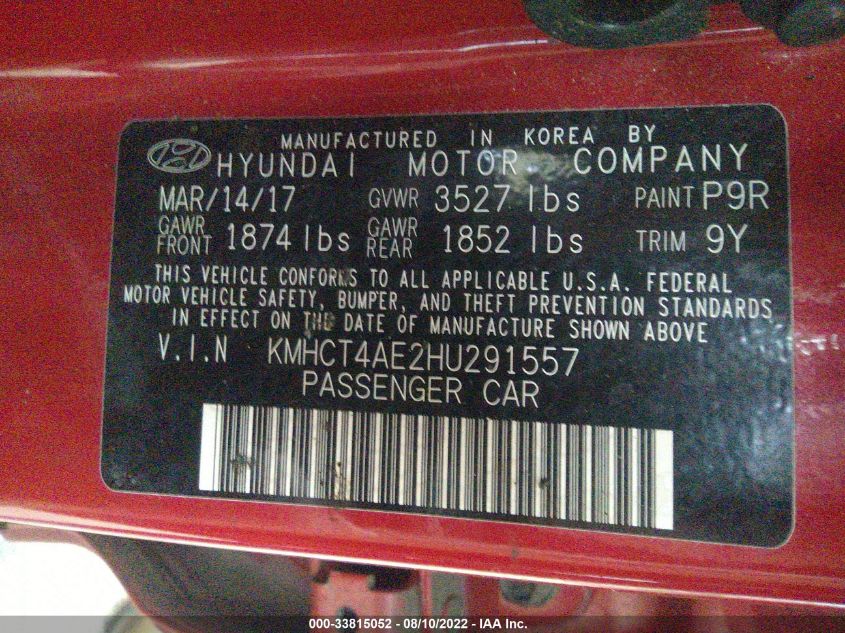 MANUFACTURED IN KOREA BY
HYUNDAI MOTOR COMPANY
MAR/14/17 GVWR 3527 lbs PAINT P9R
GAWR FRONT 1874 lbs GAWR REAR 1852 lbs TRIM 9Y
THIS VEHICLE CONFORMS TO ALL APPLICABLE U.S.A. FEDERAL
MOTOR VEHICLE SAFETY, BUMPER, AND THEFT PREVENTION STANDARDS
IN EFFECT ON THE DATE OF MANUFACTURE SHOWN ABOVE
V.I.N KMHCT4AE2HU291557
PASSENGER CAR
000-33815052 - 08/10/2022 - IAA Inc.